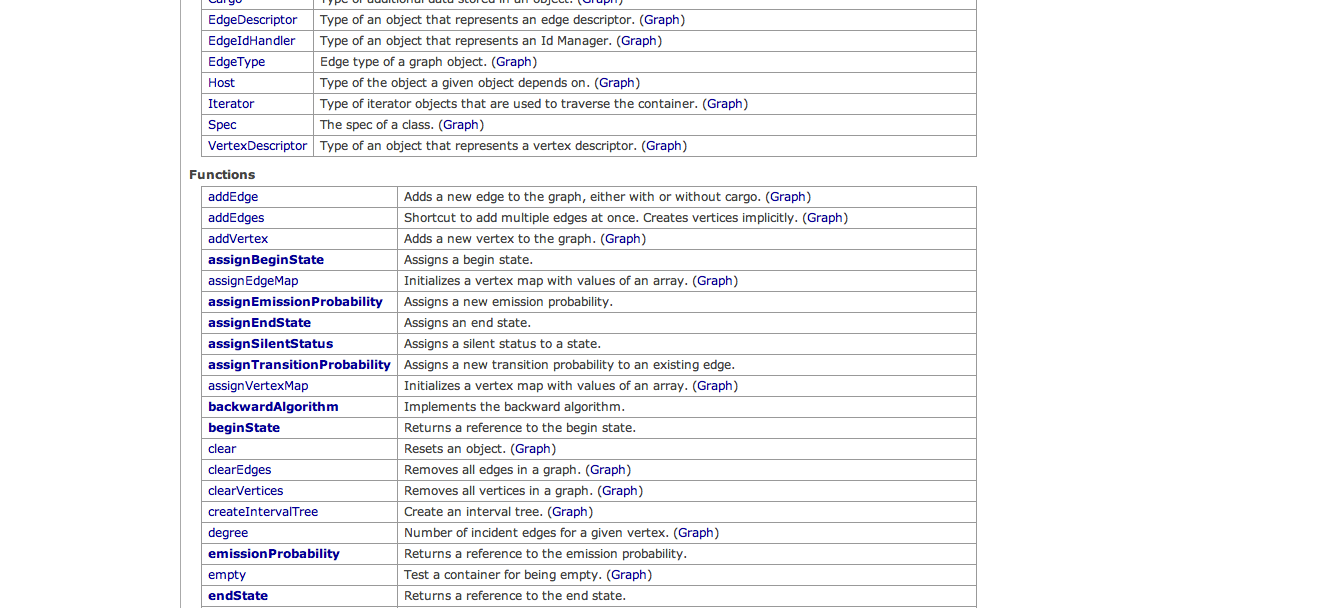 Cargo Type of additional data stored in an object. (Graph)
EdgeDescriptor Type of an object that represents an edge descriptor. (Graph)
EdgeIdHandler Type of an object that represents an Id Manager. (Graph)
EdgeType Edge type of a graph object. (Graph)
Host Type of the object a given object depends on. (Graph)
Iterator Type of iterator objects that are used to traverse the container. (Graph)
Spec The spec of a class. (Graph)
VertexDescriptor Type of an object that represents a vertex descriptor. (Graph)
Functions
addEdge Adds a new edge to the graph, either with or without cargo. (Graph)
addEdges Shortcut to add multiple edges at once. Creates vertices implicitly. (Graph)
addVertex Adds a new vertex to the graph. (Graph)
assignBeginState Assigns a begin state.
assignEdgeMap Initializes a vertex map with values of an array. (Graph)
assignEmissionProbability Assigns a new emission probability.
assignEndState Assigns an end state.
assignSilentStatus Assigns a silent status to a state.
assignTransitionProbability Assigns a new transition probability to an existing edge.
assignVertexMap Initializes a vertex map with values of an array. (Graph)
backwardAlgorithm Implements the backward algorithm.
beginState Returns a reference to the begin state.
clear Resets an object. (Graph)
clearEdges Removes all edges in a graph. (Graph)
clearVertices Removes all vertices in a graph. (Graph)
createIntervalTree Create an interval tree. (Graph)
degree Number of incident edges for a given vertex. (Graph)
emissionProbability Returns a reference to the emission probability.
empty Test a container for being empty. (Graph)
endState Returns a reference to the end state.